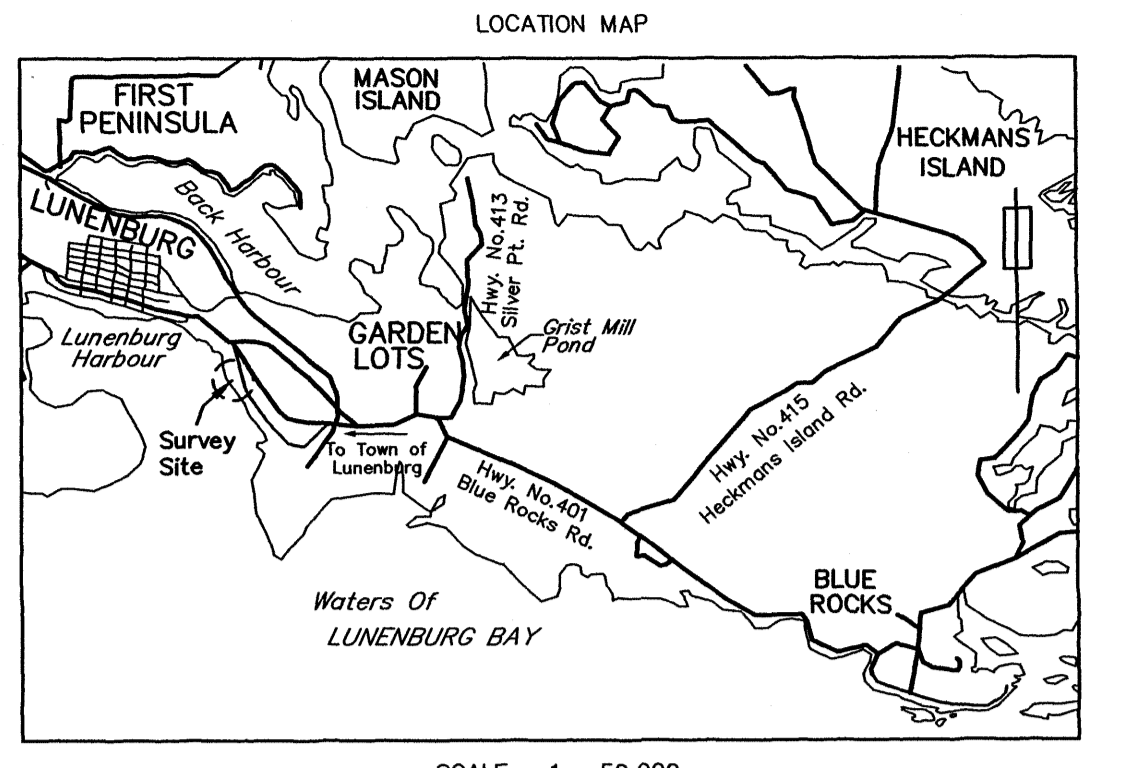 LOCATION MAP
FIRST
PENINSULA
MASON
ISLAND
HECKMANS
ISLAND
LUNENBURG
Back Harbour
Hwy. No.413
Silver Pt. Rd.
Lunenburg
Harbour
GARDEN
LOTS
Grist Mill
Pond
Survey
Site
To Town of
Lunenburg
Hwy. No.401
Blue Rocks Rd.
Hwy. No.415
Heckmans Island Rd.
BLUE
ROCKS
Waters Of
LUNENBURG BAY